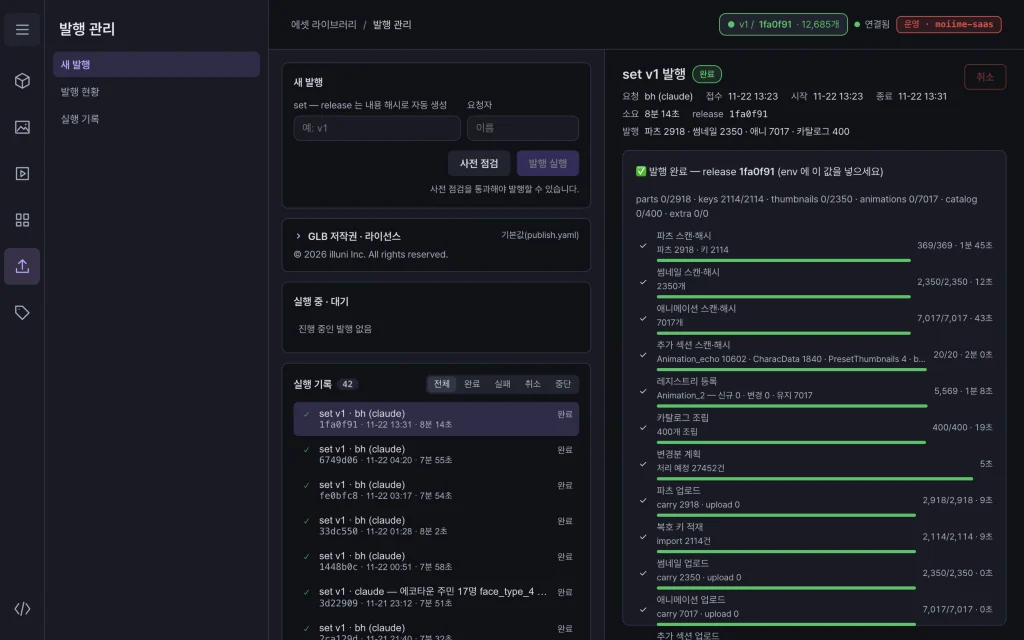 발행 관리
새 발행
발행 현황
실행 기록
에셋 라이브러리 / 발행 관리
v1 / 1fa0f91 · 12,685개
연결됨
운영 · moiime-saas
새 발행
set — release 는 내용 해시로 자동 생성
요청자
예: v1
이름
사전 점검
발행 실행
사전 점검을 통과해야 발행할 수 있습니다.
GLB 저작권 · 라이선스
기본값(publish.yaml)
© 2026 illuni Inc. All rights reserved.
실행 중 · 대기
진행 중인 발행 없음
실행 기록 42
전체 완료 실패 취소 중단
set v1 · bh (claude) 완료
1fa0f91 · 11-22 13:31 · 8분 14초
set v1 · bh (claude) 완료
6749d06 · 11-22 04:20 · 7분 55초
set v1 · bh (claude) 완료
fe0bfc8 · 11-22 03:17 · 7분 54초
set v1 · bh (claude) 완료
33dc550 · 11-22 01:28 · 8분 2초
set v1 · bh (claude) 완료
1448b0c · 11-22 00:51 · 7분 58초
set v1 · claude — 에코타운 주민 17명 face_type_4 ... 완료
3d22909 · 11-21 23:12 · 7분 51초
set v1 · bh (claude) 완료
2ca129d · 11-21 21:40 · 7분 32초
set v1 발행 완료
취소
요청 bh (claude) 접수 11-22 13:23 시작 11-22 13:23 종료 11-22 13:31
소요 8분 14초 release 1fa0f91
발행 파츠 2918 · 썸네일 2350 · 애니 7017 · 카탈로그 400
✅ 발행 완료 — release 1fa0f91 (env 에 이 값을 넣으세요)
parts 0/2918 · keys 2114/2114 · thumbnails 0/2350 · animations 0/7017 · catalog
0/400 · extra 0/0
파츠 스캔·해시
파츠 2918 · 키 2114
369/369 · 1분 45초
썸네일 스캔·해시
2350개
2,350/2,350 · 12초
애니메이션 스캔·해시
7017개
7,017/7,017 · 43초
추가 섹션 스캔·해시
Animation_echo 10602 · CharacData 1840 · PresetThumbnails 4 · b...
20/20 · 2분 0초
레지스트리 등록
Animation_2 — 신규 0 · 변경 0 · 유지 7017
5,569 · 1분 8초
카탈로그 조립
400개 조립
400/400 · 19초
변경분 계획
처리 예정 27452건
5초
파츠 업로드
carry 2918 · upload 0
2,918/2,918 · 9초
복호 키 적재
import 2114건
2,114/2,114 · 9초
썸네일 업로드
carry 2350 · upload 0
2,350/2,350 · 0초
애니메이션 업로드
carry 7017 · upload 0
7,017/7,017 · 0초
추가 섹션 업로드